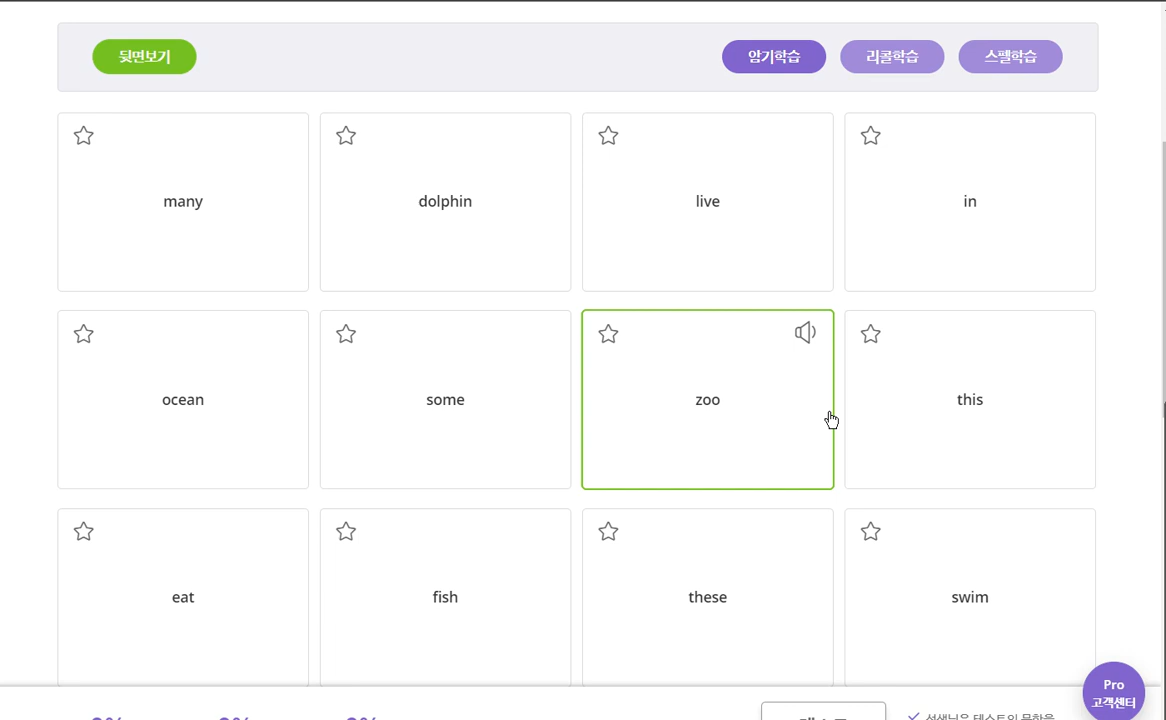 뒷면보기 암기학습 리콜학습 스펠학습
many dolphin live in
ocean some zoo this
eat fish these swim
Pro
고객센터